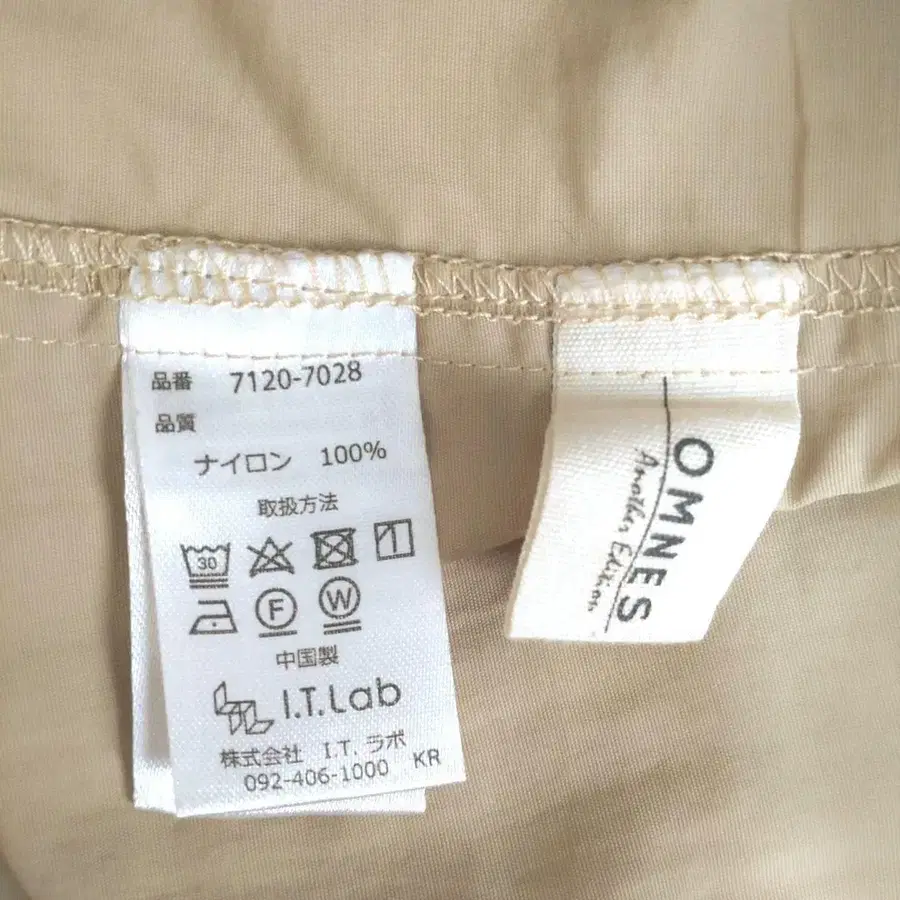 品番 7120-7028
品質
ナイロン 100%
取扱方法
30
F W
中国製
I.T.Lab
株式会社 I.T. ラボ
092-406-1000 KR
OMNES
Another Edition